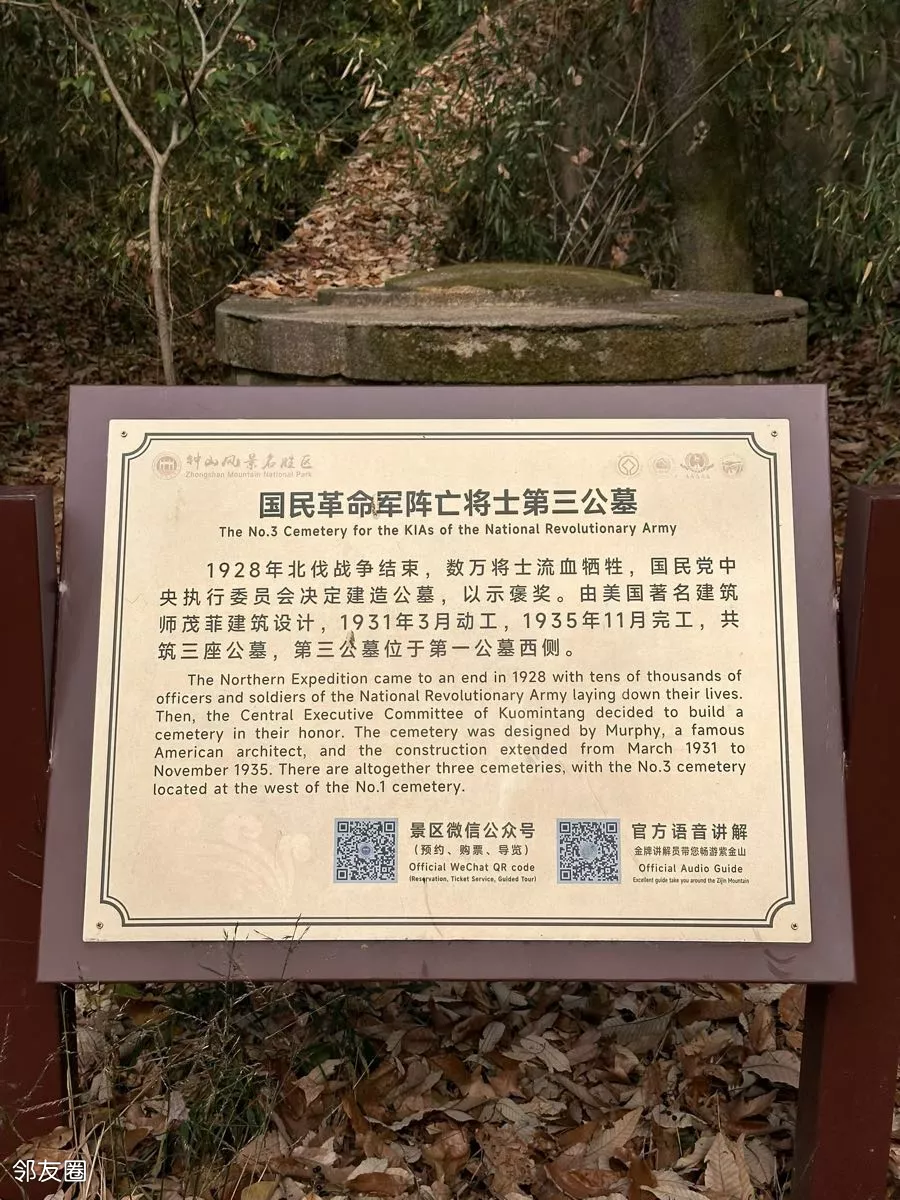 钟山风景名胜区
Zhongshan Mountain National Park
国民革命军阵亡将士第三公墓
The No.3 Cemetery for the KIAs of the National Revolutionary Army
1928年北伐战争结束，数万将士流血牺牲，国民党中
央执行委员会决定建造公墓，以示褒奖。由美国著名建筑
师茂菲建筑设计，1931年3月动工，1935年11月完工，共
筑三座公墓，第三公墓位于第一公墓西侧。
The Northern Expedition came to an end in 1928 with tens of thousands of
officers and soldiers of the National Revolutionary Army laying down their lives.
Then, the Central Executive Committee of Kuomintang decided to build a
cemetery in their honor. The cemetery was designed by Murphy, a famous
American architect, and the construction extended from March 1931 to
November 1935. There are altogether three cemeteries, with the No.3 cemetery
located at the west of the No.1 cemetery.
景区微信公众号
（预约、购票、导览）
Official WeChat QR code
(Reservation, Ticket Service, Guided Tour)
官方语音讲解
金牌讲解员带您畅游紫金山
Official Audio Guide
Excellent guide take you around the Zijin Mountain
邻友圈